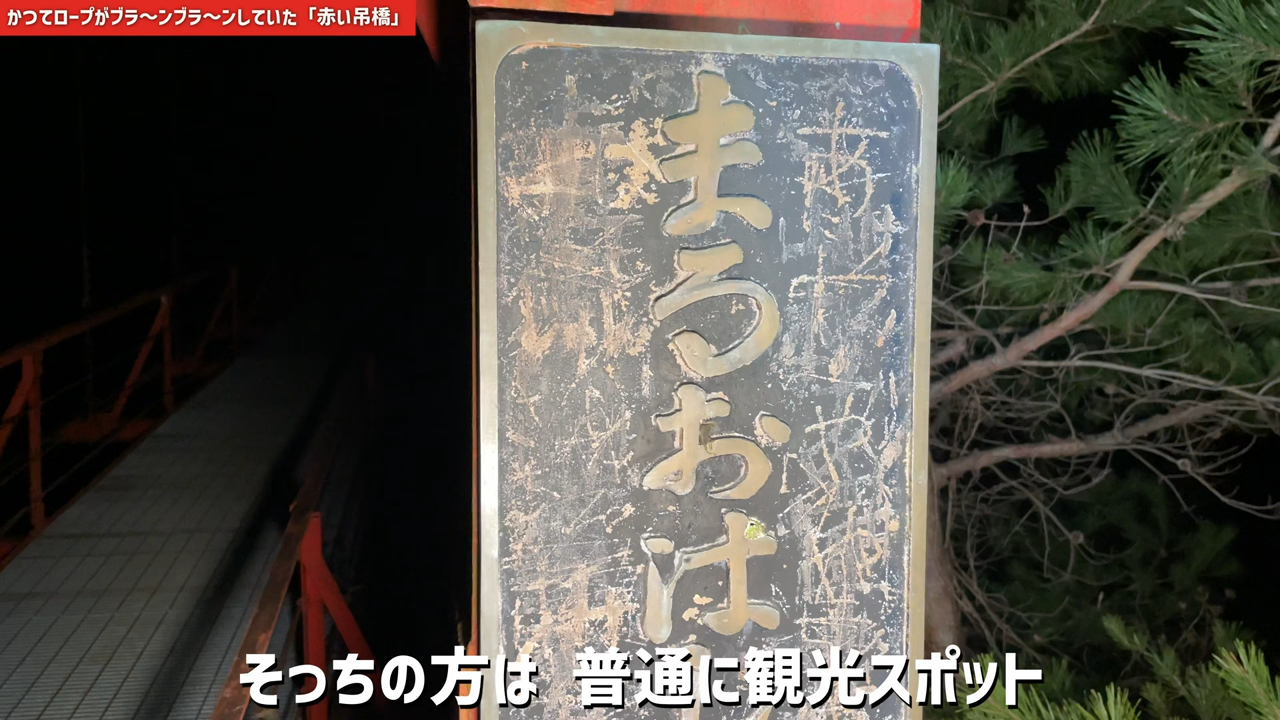 かつてロープがブラ〜ンブラ〜ンしていた「赤い吊橋」
まろおは
そっちの方は 普通に観光スポット